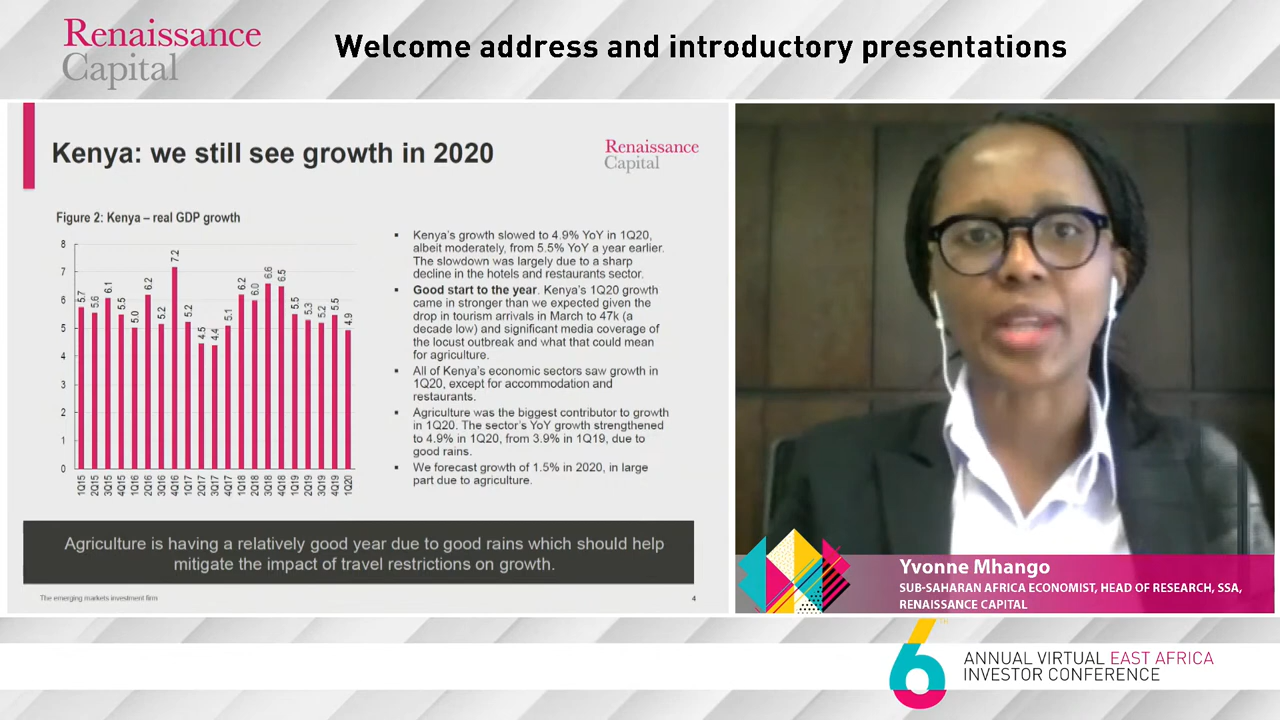 Renaissance
Capital
Welcome address and introductory presentations
Kenya: we still see growth in 2020
Renaissance
Capital
Figure 2: Kenya – real GDP growth
8
7
6
5
4
3
2
1
0
5.7
5.6
6.1
5.5
5.0
6.2
5.2
7.2
5.2
4.5
4.4
5.1
6.2
6.0
6.6
6.5
5.5
5.3
5.2
5.5
4.9
1Q15
2Q15
3Q15
4Q15
1Q16
2Q16
3Q16
4Q16
1Q17
2Q17
3Q17
4Q17
1Q18
2Q18
3Q18
4Q18
1Q19
2Q19
3Q19
4Q19
1Q20
▪ Kenya's growth slowed to 4.9% YoY in 1Q20,
albeit moderately, from 5.5% YoY a year earlier.
The slowdown was largely due to a sharp
decline in the hotels and restaurants sector.
▪ Good start to the year. Kenya's 1Q20 growth
came in stronger than we expected given the
drop in tourism arrivals in March to 47k (a
decade low) and significant media coverage of
the locust outbreak and what that could mean
for agriculture.
▪ All of Kenya's economic sectors saw growth in
1Q20, except for accommodation and
restaurants.
▪ Agriculture was the biggest contributor to growth
in 1Q20. The sector's YoY growth strengthened
to 4.9% in 1Q20, from 3.9% in 1Q19, due to
good rains.
▪ We forecast growth of 1.5% in 2020, in large
part due to agriculture.
Agriculture is having a relatively good year due to good rains which should help
mitigate the impact of travel restrictions on growth.
The emerging markets investment firm
4
Yvonne Mhango
SUB-SAHARAN AFRICA ECONOMIST, HEAD OF RESEARCH, SSA,
RENAISSANCE CAPITAL
6TH
ANNUAL VIRTUAL EAST AFRICA
INVESTOR CONFERENCE